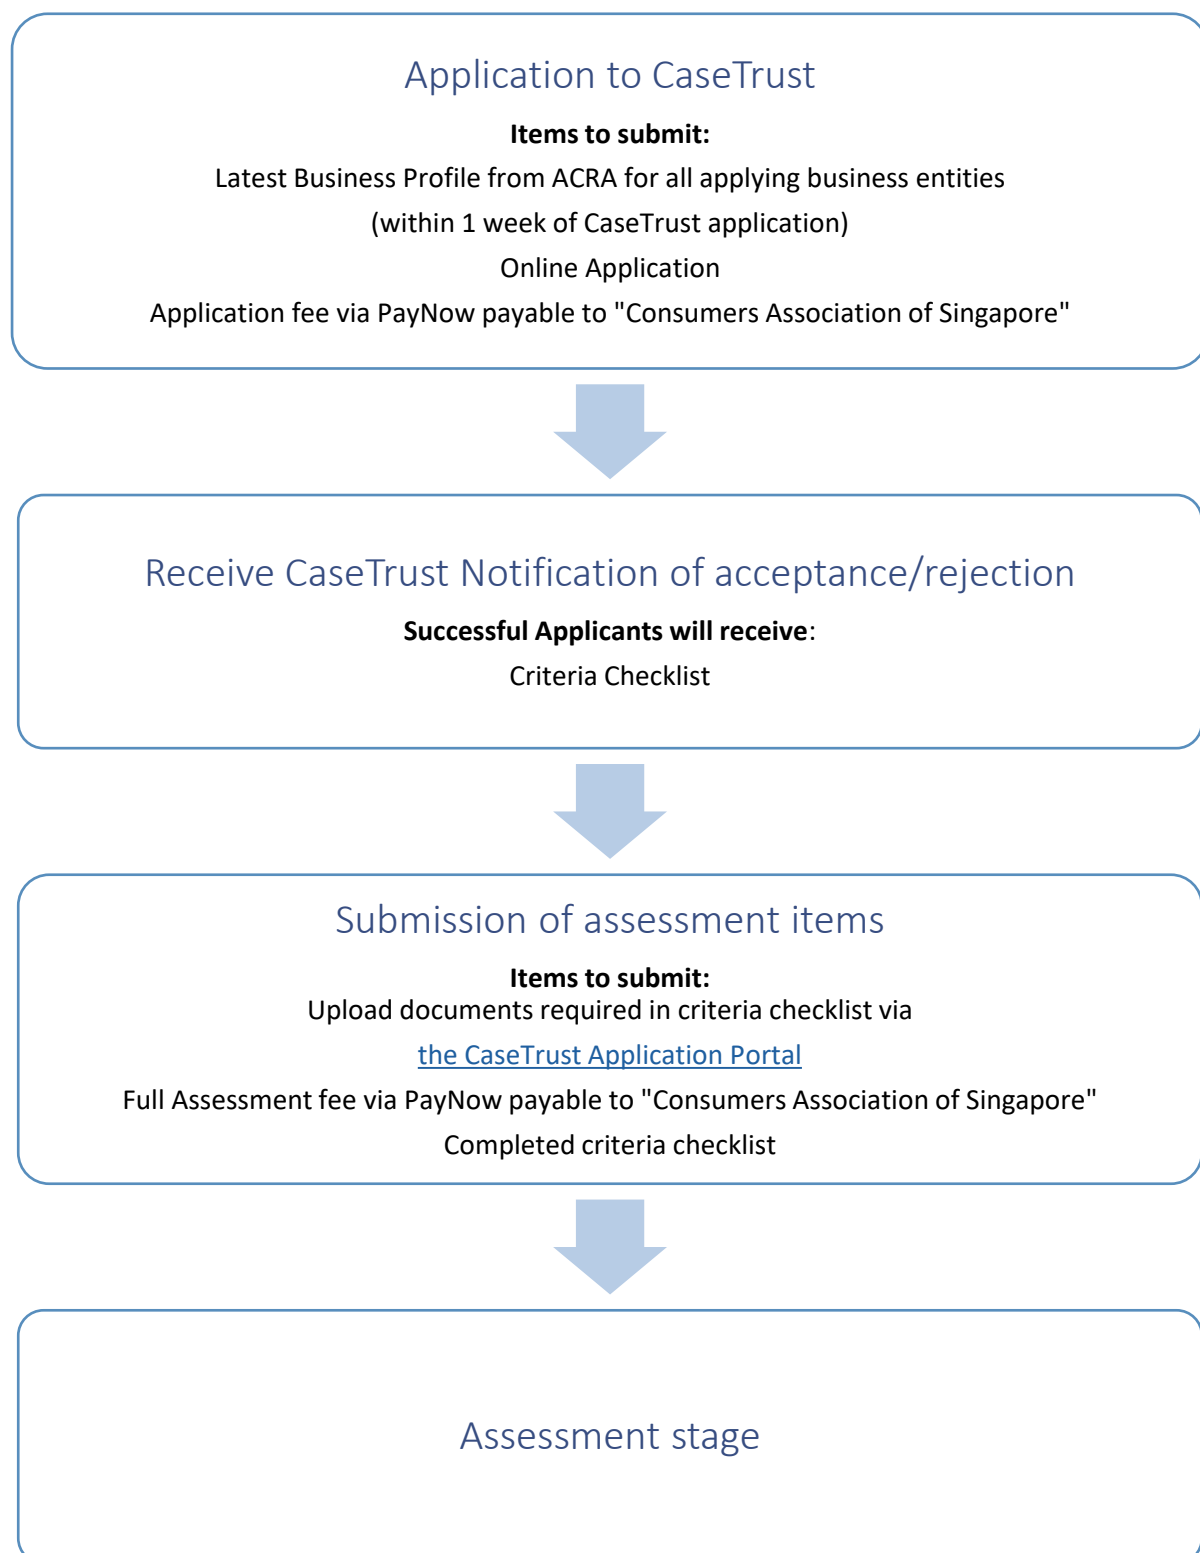 Application to CaseTrust
Items to submit:
Latest Business Profile from ACRA for all applying business entities
(within 1 week of CaseTrust application)
Online Application
Application fee via PayNow payable to "Consumers Association of Singapore"
Receive CaseTrust Notification of acceptance/rejection
Successful Applicants will receive:
Criteria Checklist
Submission of assessment items
Items to submit:
Upload documents required in criteria checklist via
the CaseTrust Application Portal
Full Assessment fee via PayNow payable to "Consumers Association of Singapore"
Completed criteria checklist
Assessment stage